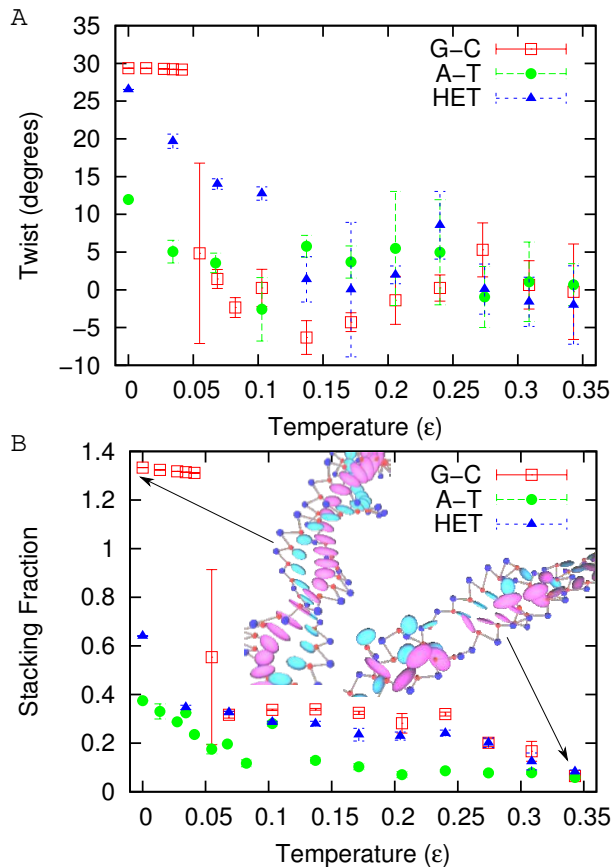 A
35
30
25
20
15
10
5
0
−5
−10
Twist (degrees)
G−C
A−T
HET
0 0.05 0.1 0.15 0.2 0.25 0.3 0.35
Temperature (ε)
B
1.4
1.2
1
0.8
0.6
0.4
0.2
0
Stacking Fraction
G−C
A−T
HET
0 0.05 0.1 0.15 0.2 0.25 0.3 0.35
Temperature (ε)